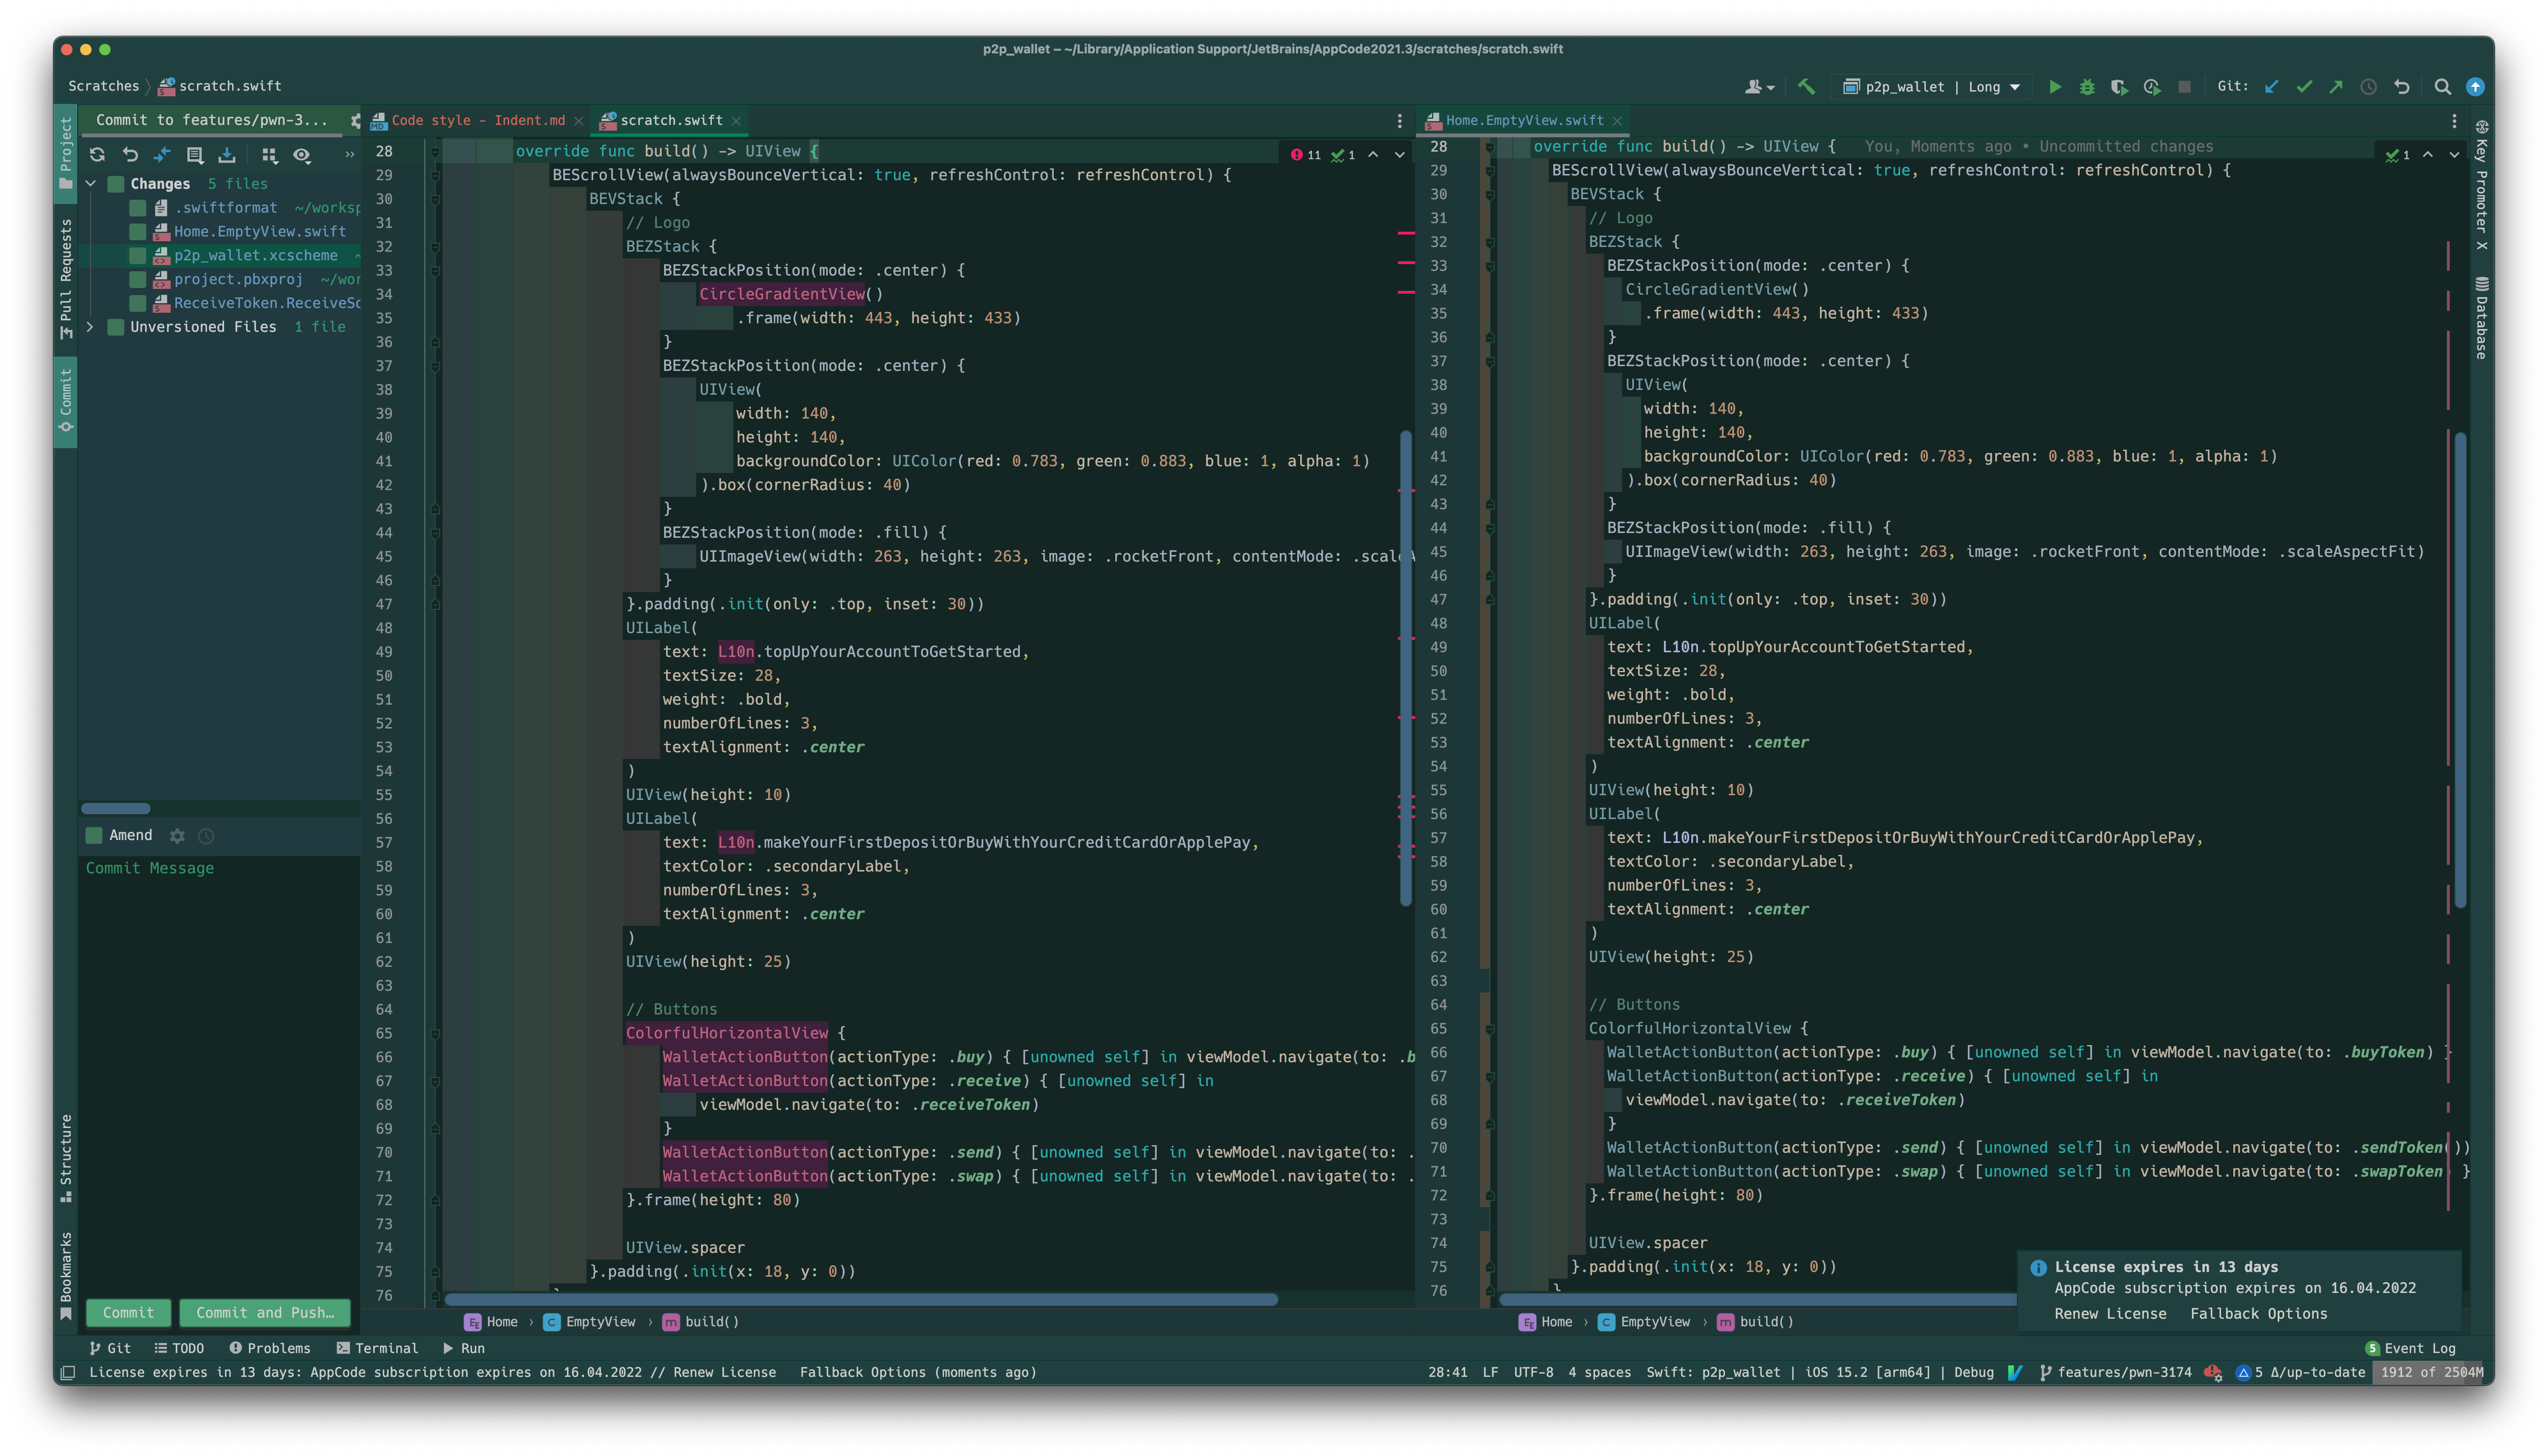 p2p_wallet – ~/Library/Application Support/JetBrains/AppCode2021.3/scratches/scratch.swift
Scratches
scratch.swift
p2p_wallet | Long
Git:
Project
Pull Requests
Commit
Structure
Bookmarks
Commit to features/pwn-3...
Changes 5 files
.swiftformat ~/worksp
Home.EmptyView.swift
p2p_wallet.xcscheme ~
project.pbxproj ~/wor
ReceiveToken.ReceiveSo
Unversioned Files 1 file
Amend
Commit Message
Commit
Commit and Push…
Code style - Indent.md
scratch.swift
11 1
28 override func build() -> UIView {
29 BEScrollView(alwaysBounceVertical: true, refreshControl: refreshControl) {
30 BEVStack {
31 // Logo
32 BEZStack {
33 BEZStackPosition(mode: .center) {
34 CircleGradientView()
35 .frame(width: 443, height: 433)
36 }
37 BEZStackPosition(mode: .center) {
38 UIView(
39 width: 140,
40 height: 140,
41 backgroundColor: UIColor(red: 0.783, green: 0.883, blue: 1, alpha: 1)
42 ).box(cornerRadius: 40)
43 }
44 BEZStackPosition(mode: .fill) {
45 UIImageView(width: 263, height: 263, image: .rocketFront, contentMode: .scaleA
46 }
47 }.padding(.init(only: .top, inset: 30))
48 UILabel(
49 text: L10n.topUpYourAccountToGetStarted,
50 textSize: 28,
51 weight: .bold,
52 numberOfLines: 3,
53 textAlignment: .center
54 )
55 UIView(height: 10)
56 UILabel(
57 text: L10n.makeYourFirstDepositOrBuyWithYourCreditCardOrApplePay,
58 textColor: .secondaryLabel,
59 numberOfLines: 3,
60 textAlignment: .center
61 )
62 UIView(height: 25)
63
64 // Buttons
65 ColorfulHorizontalView {
66 WalletActionButton(actionType: .buy) { [unowned self] in viewModel.navigate(to: .b
67 WalletActionButton(actionType: .receive) { [unowned self] in
68 viewModel.navigate(to: .receiveToken)
69 }
70 WalletActionButton(actionType: .send) { [unowned self] in viewModel.navigate(to: .
71 WalletActionButton(actionType: .swap) { [unowned self] in viewModel.navigate(to: .
72 }.frame(height: 80)
73
74 UIView.spacer
75 }.padding(.init(x: 18, y: 0))
76 }
Home › EmptyView › build()
Home.EmptyView.swift
1
28 override func build() -> UIView { You, Moments ago • Uncommitted changes
29 BEScrollView(alwaysBounceVertical: true, refreshControl: refreshControl) {
30 BEVStack {
31 // Logo
32 BEZStack {
33 BEZStackPosition(mode: .center) {
34 CircleGradientView()
35 .frame(width: 443, height: 433)
36 }
37 BEZStackPosition(mode: .center) {
38 UIView(
39 width: 140,
40 height: 140,
41 backgroundColor: UIColor(red: 0.783, green: 0.883, blue: 1, alpha: 1)
42 ).box(cornerRadius: 40)
43 }
44 BEZStackPosition(mode: .fill) {
45 UIImageView(width: 263, height: 263, image: .rocketFront, contentMode: .scaleAspectFit)
46 }
47 }.padding(.init(only: .top, inset: 30))
48 UILabel(
49 text: L10n.topUpYourAccountToGetStarted,
50 textSize: 28,
51 weight: .bold,
52 numberOfLines: 3,
53 textAlignment: .center
54 )
55 UIView(height: 10)
56 UILabel(
57 text: L10n.makeYourFirstDepositOrBuyWithYourCreditCardOrApplePay,
58 textColor: .secondaryLabel,
59 numberOfLines: 3,
60 textAlignment: .center
61 )
62 UIView(height: 25)
63
64 // Buttons
65 ColorfulHorizontalView {
66 WalletActionButton(actionType: .buy) { [unowned self] in viewModel.navigate(to: .buyToken) }
67 WalletActionButton(actionType: .receive) { [unowned self] in
68 viewModel.navigate(to: .receiveToken)
69 }
70 WalletActionButton(actionType: .send) { [unowned self] in viewModel.navigate(to: .sendToken())
71 WalletActionButton(actionType: .swap) { [unowned self] in viewModel.navigate(to: .swapToken) }
72 }.frame(height: 80)
73
74 UIView.spacer
75 }.padding(.init(x: 18, y: 0))
76 }
Home › EmptyView › build()
Key Promoter X
Database
License expires in 13 days
AppCode subscription expires on 16.04.2022
Renew License Fallback Options
Git TODO Problems Terminal Run
5 Event Log
License expires in 13 days: AppCode subscription expires on 16.04.2022 // Renew License Fallback Options (moments ago)
28:41 LF UTF-8 4 spaces Swift: p2p_wallet | iOS 15.2 [arm64] | Debug features/pwn-3174 5 Δ/up-to-date 1912 of 2504M